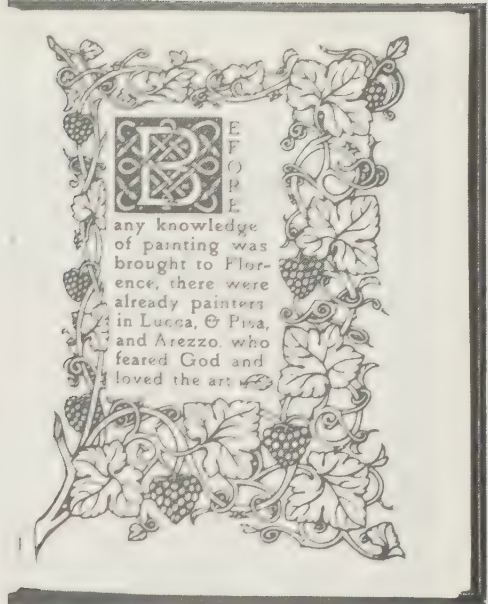 BEFORE
any knowledge
of painting was
brought to Flor-
ence, there were
already painters
in Lucca, & Pisa,
and Arezzo, who
feared God and
loved the art